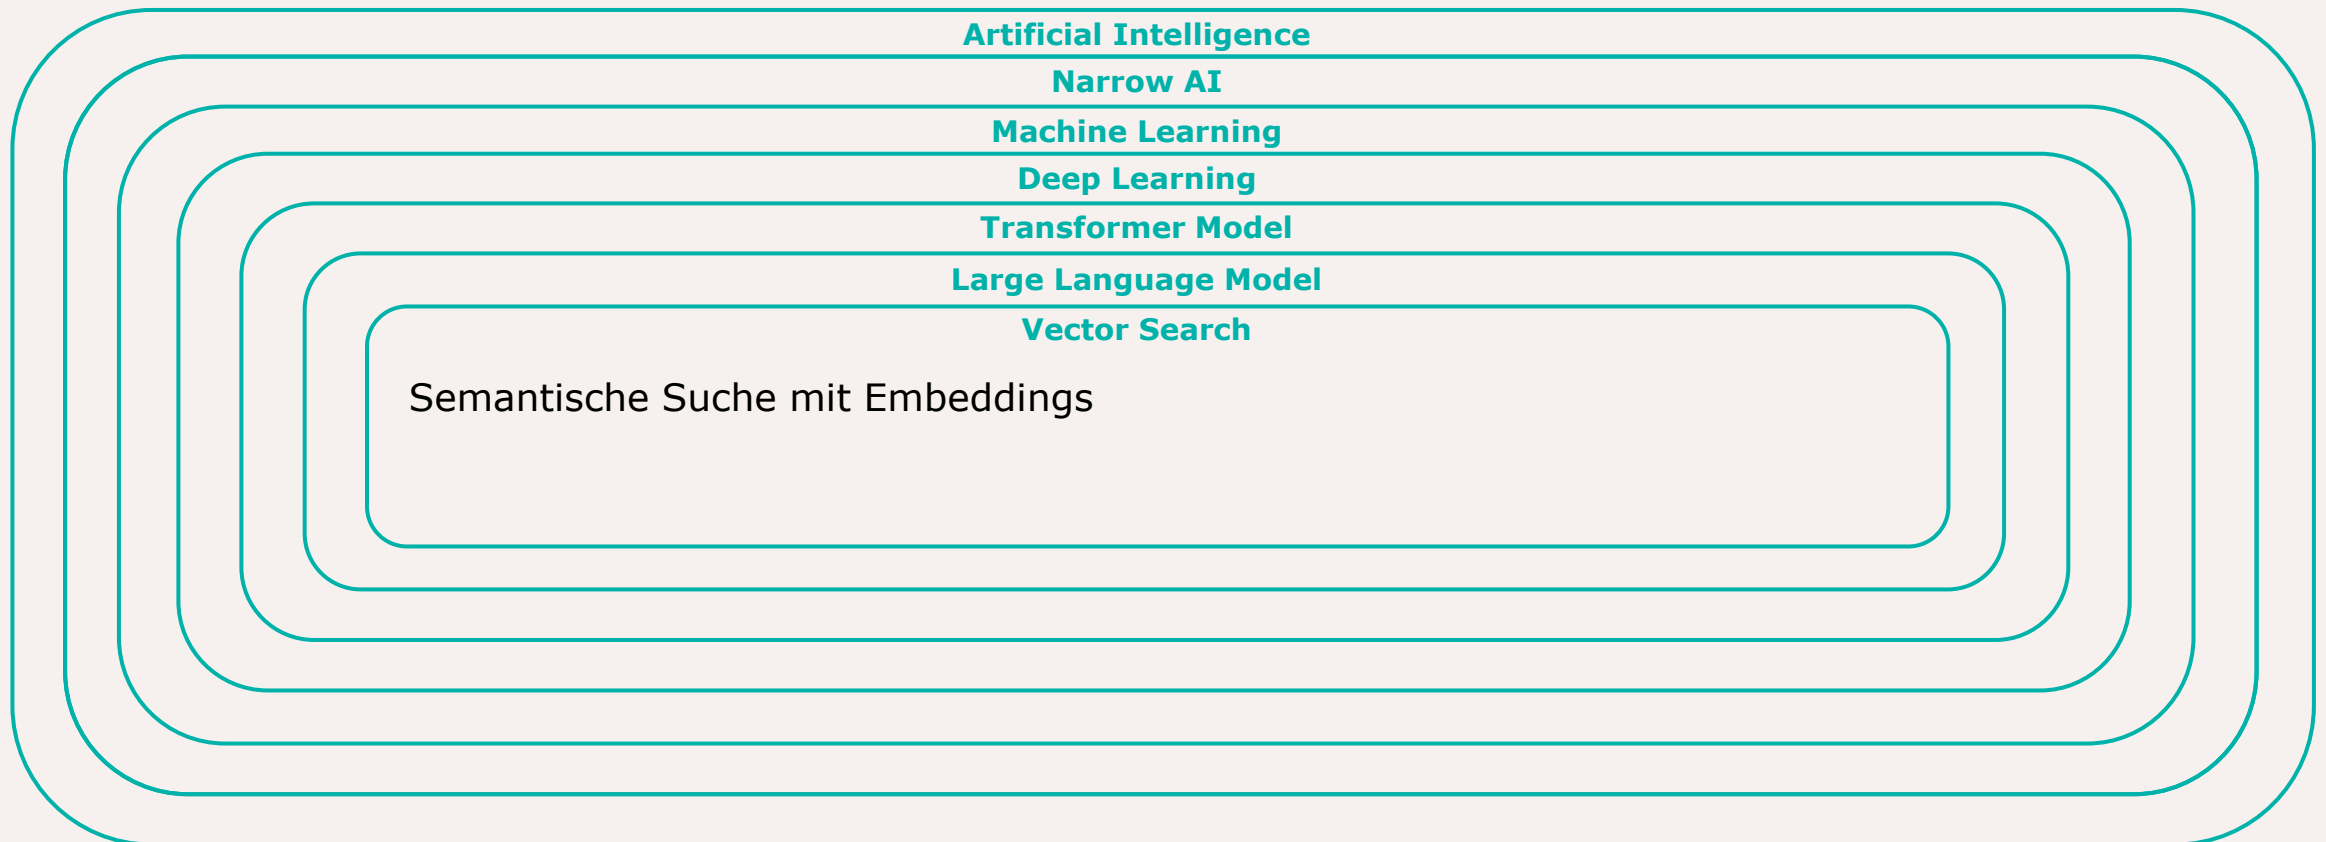 Artificial Intelligence
Narrow AI
Machine Learning
Deep Learning
Transformer Model
Large Language Model
Vector Search
Semantische Suche mit Embeddings